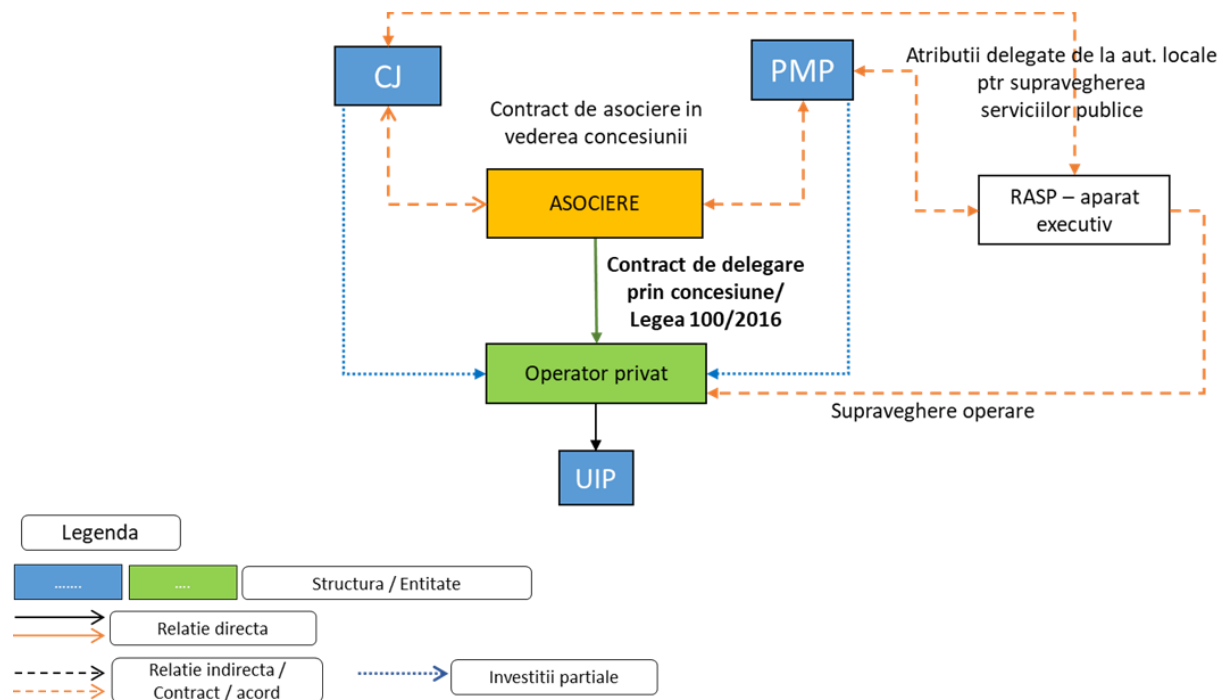 CJ
PMP
Atributii delegate de la aut. locale
ptr supravegherea
serviciilor publice
Contract de asociere in
vederea concesiunii
ASOCIERE
RASP – aparat
executiv
Contract de delegare
prin concesiune/
Legea 100/2016
Operator privat
Supraveghere operare
UIP
Legenda
.......
....
Structura / Entitate
Relatie directa
Relatie indirecta /
Contract / acord
Investitii partiale